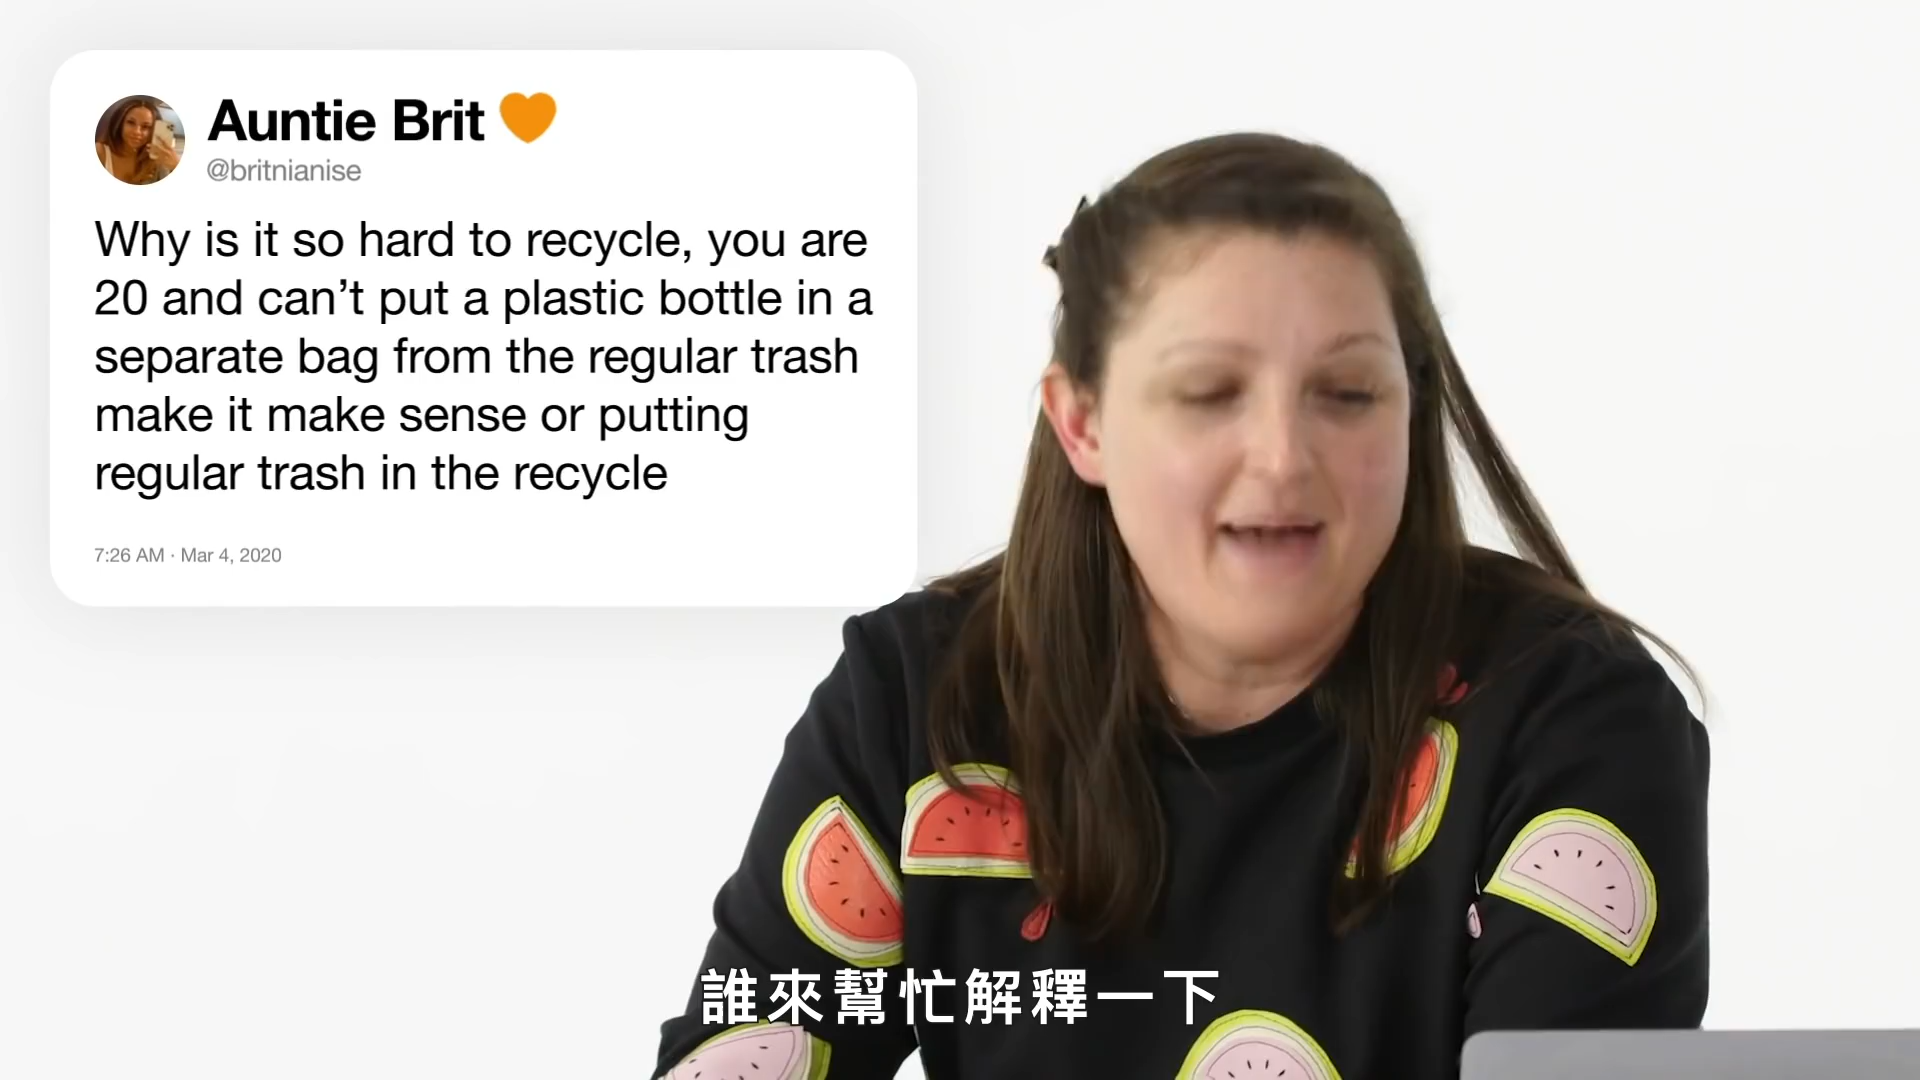 Auntie Brit 🧡
@britnianise
Why is it so hard to recycle, you are
20 and can’t put a plastic bottle in a
separate bag from the regular trash
make it make sense or putting
regular trash in the recycle
7:26 AM · Mar 4, 2020
誰來幫忙解釋一下